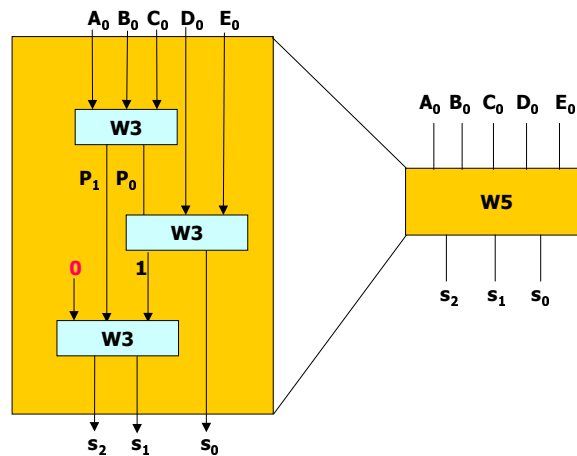 A₀ B₀ C₀ D₀ E₀
W3
P₁ P₀
W3
0 1
W3
s₂ s₁ s₀
A₀ B₀ C₀ D₀ E₀
W5
s₂ s₁ s₀